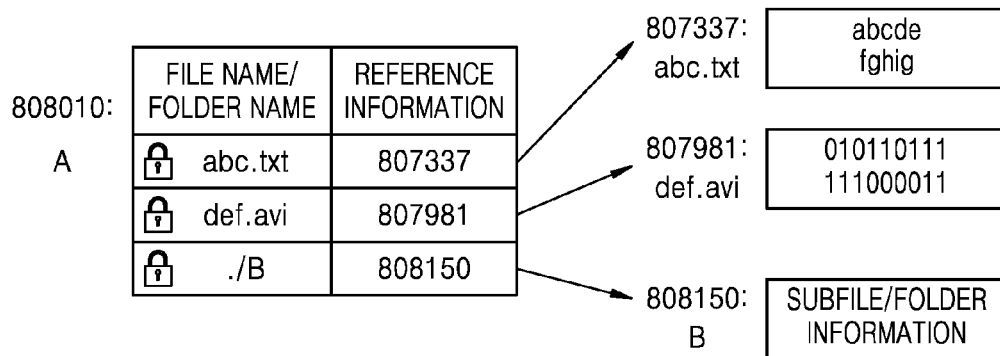 808010:
A
FILE NAME/
FOLDER NAME
REFERENCE
INFORMATION
abc.txt
807337
def.avi
807981
./B
808150
807337:
abc.txt
abcde
fghig
807981:
def.avi
010110111
111000011
808150:
B
SUBFILE/FOLDER
INFORMATION